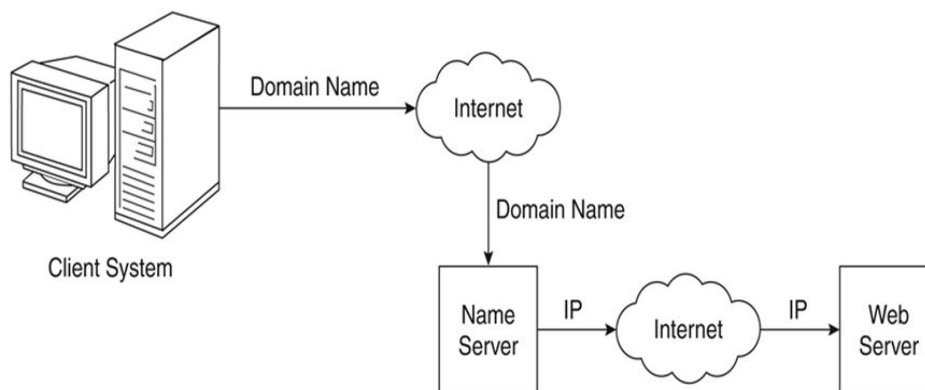 Domain Name
Internet
Domain Name
Client System
Name
Server
IP
Internet
IP
Web
Server